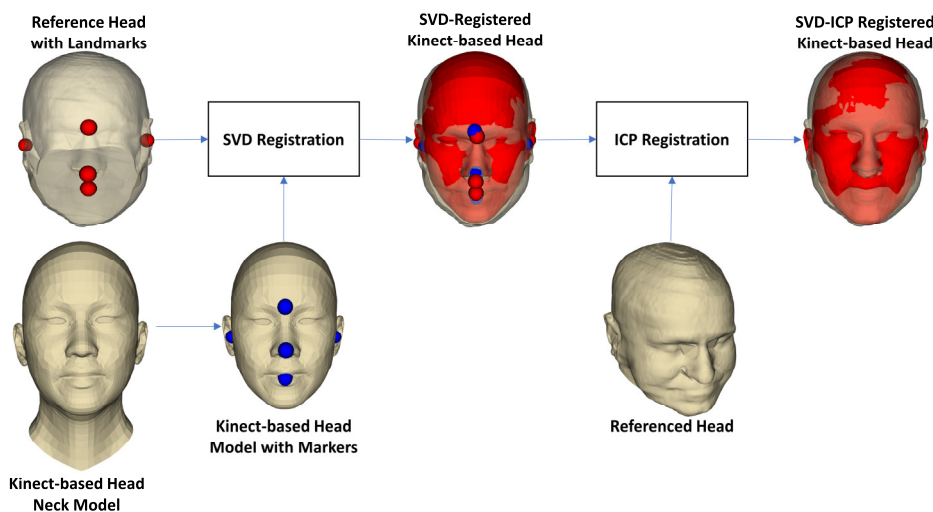 Reference Head
with Landmarks
SVD Registration
SVD-Registered
Kinect-based Head
ICP Registration
SVD-ICP Registered
Kinect-based Head
Kinect-based Head
Neck Model
Kinect-based Head
Model with Markers
Referenced Head